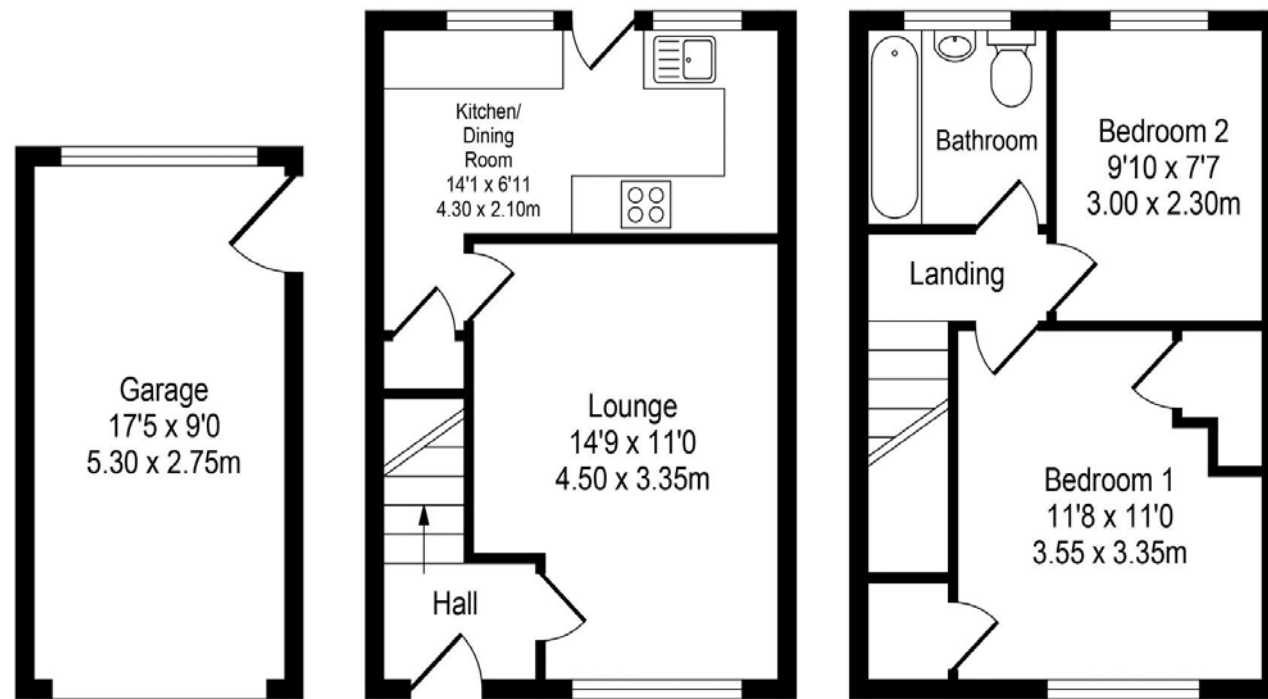 Garage
17'5 x 9'0
5.30 x 2.75m
Kitchen/
Dining
Room
14'1 x 6'11
4.30 x 2.10m
Lounge
14'9 x 11'0
4.50 x 3.35m
Hall
Bathroom
Bedroom 2
9'10 x 7'7
3.00 x 2.30m
Landing
Bedroom 1
11'8 x 11'0
3.55 x 3.35m